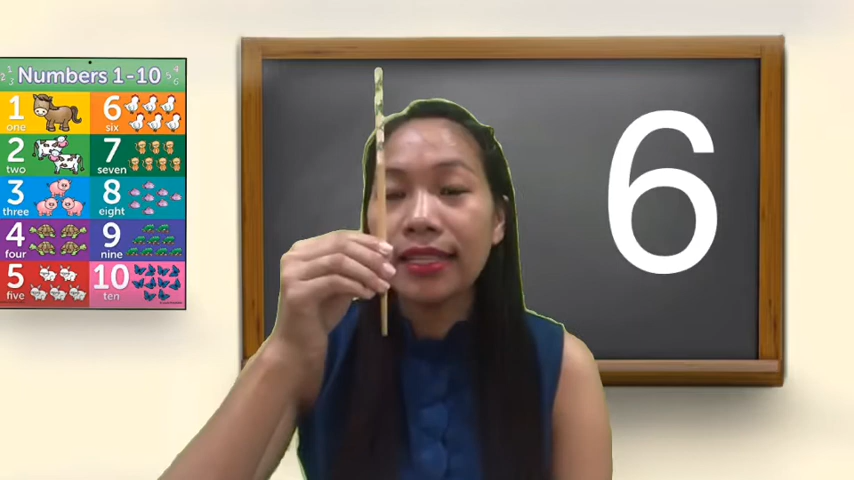 Numbers 1-10
1
one
6
six
2
two
7
seven
3
three
8
eight
4
four
9
nine
5
five
10
ten
6